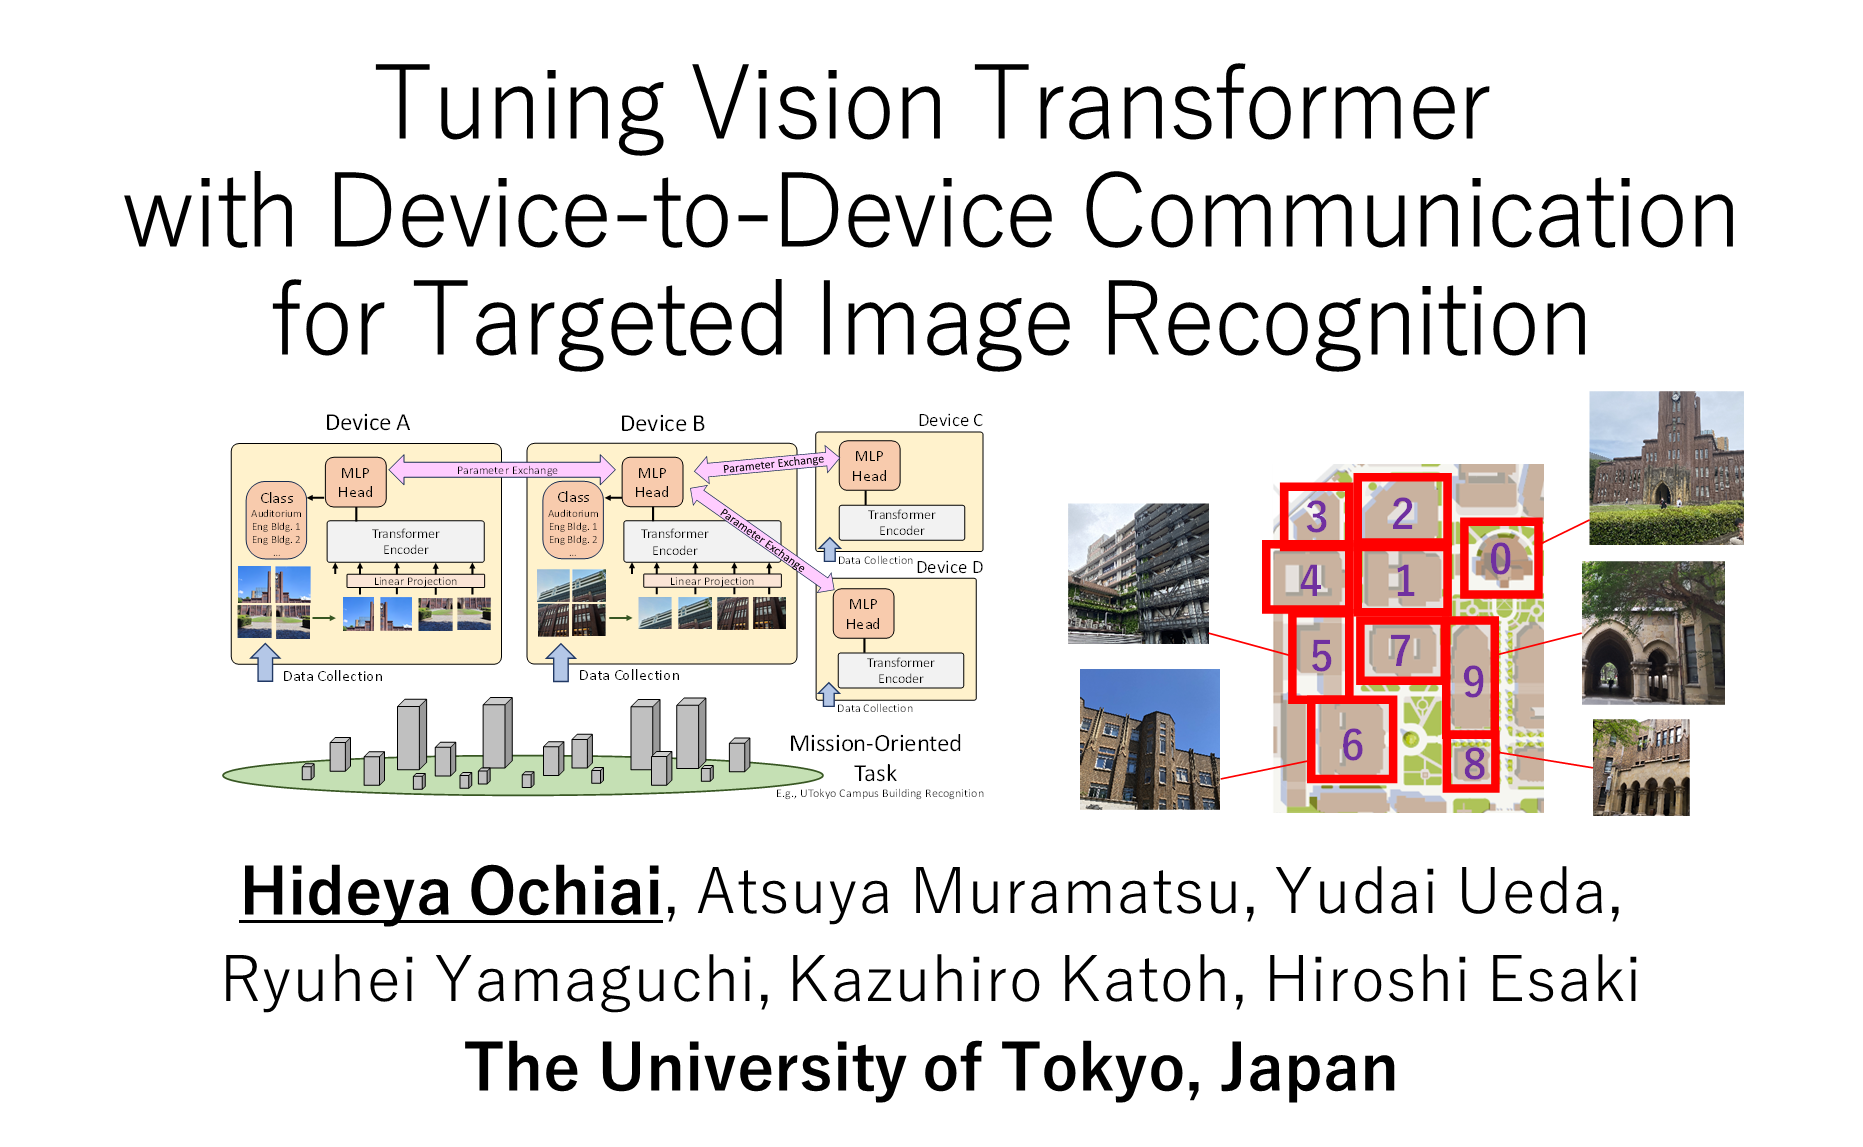 Tuning Vision Transformer
with Device-to-Device Communication
for Targeted Image Recognition
Device A
MLP
Head
Class
Auditorium
Eng Bldg. 1
Eng Bldg. 2
...
Transformer
Encoder
Linear Projection
Data Collection
Parameter Exchange
Device B
MLP
Head
Class
Auditorium
Eng Bldg. 1
Eng Bldg. 2
...
Transformer
Encoder
Linear Projection
Data Collection
Parameter Exchange
Parameter Exchange
Device C
MLP
Head
Transformer
Encoder
Data Collection
Device D
MLP
Head
Transformer
Encoder
Data Collection
Mission-Oriented
Task
E.g., UTokyo Campus Building Recognition
3
2
0
4
1
5
7
9
6
8
Hideya Ochiai, Atsuya Muramatsu, Yudai Ueda,
Ryuhei Yamaguchi, Kazuhiro Katoh, Hiroshi Esaki
The University of Tokyo, Japan